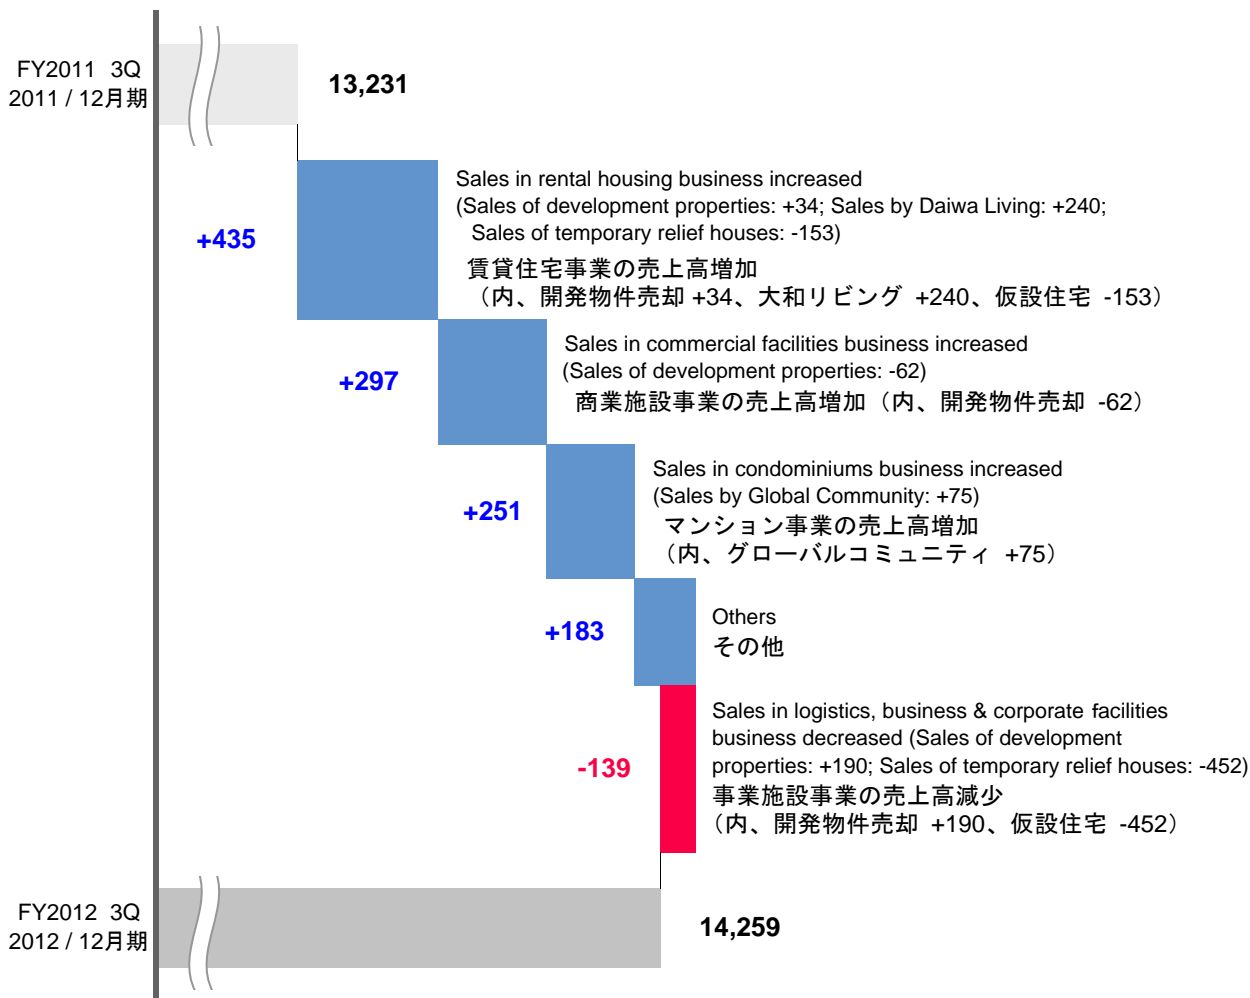 FY2011 3Q
2011 / 12月期
13,231
+435
Sales in rental housing business increased
(Sales of development properties: +34; Sales by Daiwa Living: +240;
Sales of temporary relief houses: -153)
賃貸住宅事業の売上高増加
（内、開発物件売却 +34、大和リビング +240、仮設住宅 -153）
+297
Sales in commercial facilities business increased
(Sales of development properties: -62)
商業施設事業の売上高増加（内、開発物件売却 -62）
+251
Sales in condominiums business increased
(Sales by Global Community: +75)
マンション事業の売上高増加
（内、グローバルコミュニティ +75）
+183
Others
その他
-139
Sales in logistics, business & corporate facilities
business decreased (Sales of development
properties: +190; Sales of temporary relief houses: -452)
事業施設事業の売上高減少
（内、開発物件売却 +190、仮設住宅 -452）
FY2012 3Q
2012 / 12月期
14,259